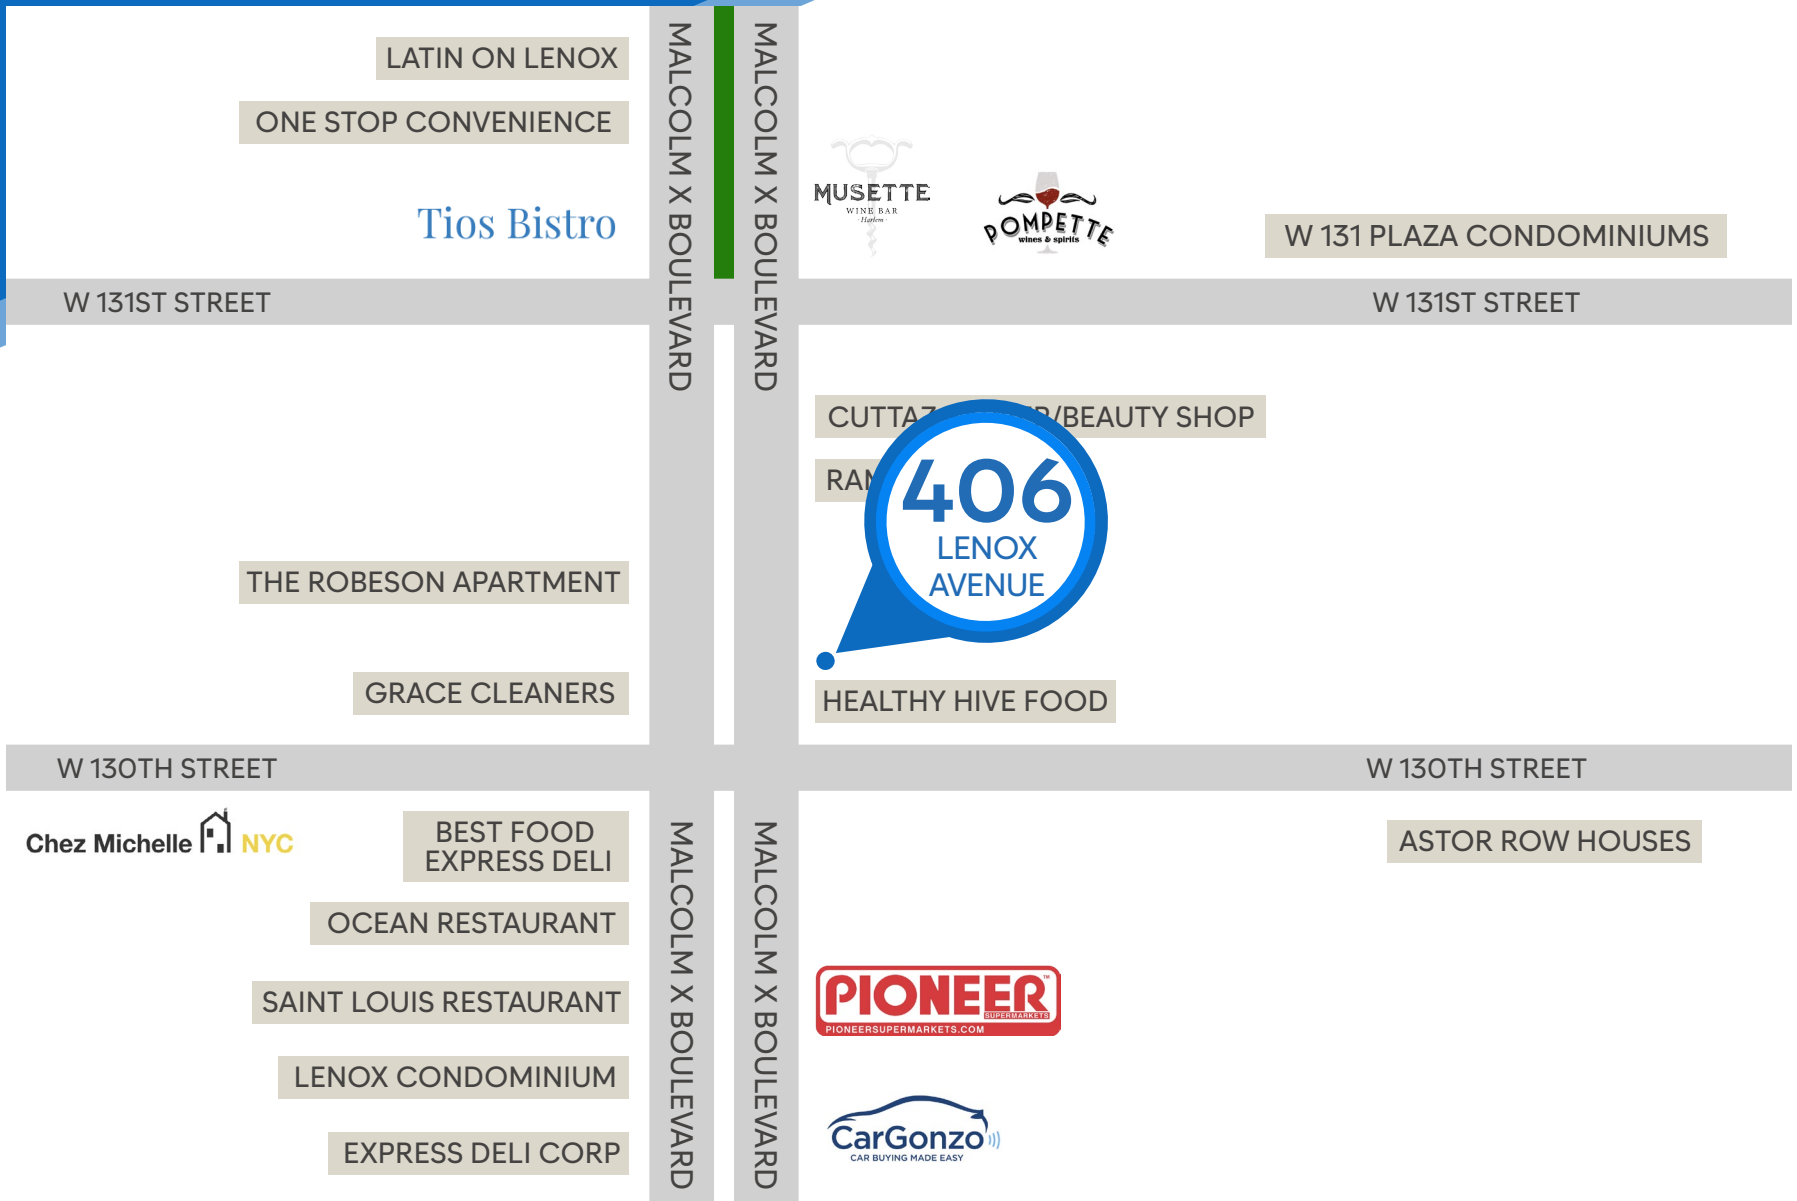 LATIN ON LENOX
ONE STOP CONVENIENCE
Tios Bistro
MALCOLM X BOULEVARD
MALCOLM X BOULEVARD
MUSETTE
WINE BAR
· Harlem ·
POMPETTE
wines & spirits
W 131 PLAZA CONDOMINIUMS
W 131ST STREET
W 131ST STREET
/BEAUTY SHOP
406
LENOX
AVENUE
THE ROBESON APARTMENT
GRACE CLEANERS
HEALTHY HIVE FOOD
W 130TH STREET
W 130TH STREET
Chez Michelle NYC
BEST FOOD
EXPRESS DELI
OCEAN RESTAURANT
SAINT LOUIS RESTAURANT
LENOX CONDOMINIUM
EXPRESS DELI CORP
MALCOLM X BOULEVARD
MALCOLM X BOULEVARD
ASTOR ROW HOUSES
PIONEER™
SUPERMARKETS
PIONEERSUPERMARKETS.COM
CarGonzo
CAR BUYING MADE EASY